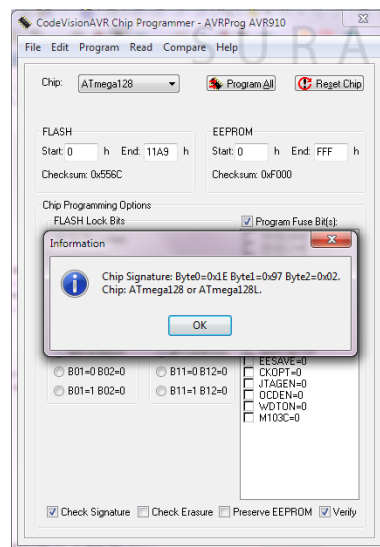 CodeVisionAVR Chip Programmer - AVRProg AVR910
SURA
File Edit Program Read Compare Help
Chip: ATmega128 Program All Reset Chip
FLASH EEPROM
Start: 0 h End: 11A9 h Start: 0 h End: FFF h
Checksum: 0x556C Checksum: 0xF000
Chip Programming Options
FLASH Lock Bits Program Fuse Bit(s):
Information
Chip Signature: Byte0=0x1E Byte1=0x97 Byte2=0x02.
Chip: ATmega128 or ATmega128L.
OK
EESAVE=0
B01=0 B02=0 B11=0 B12=0 CKOPT=0
JTAGEN=0
B01=1 B02=0 B11=1 B12=0 OCDEN=0
WDTON=0
M103C=0
Check Signature Check Erasure Preserve EEPROM Verify